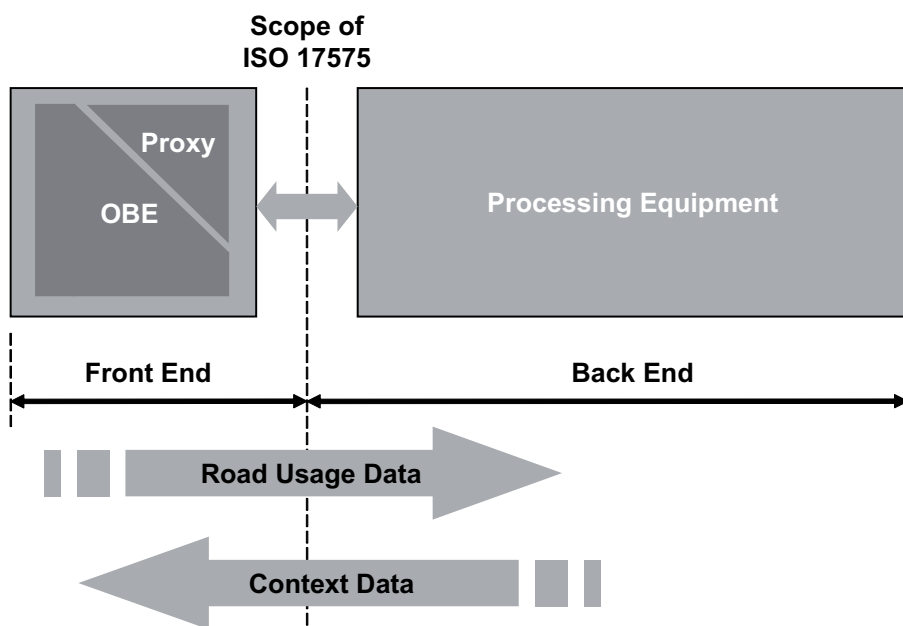 Scope of
ISO 17575
Proxy
OBE
Processing Equipment
Front End
Back End
Road Usage Data
Context Data